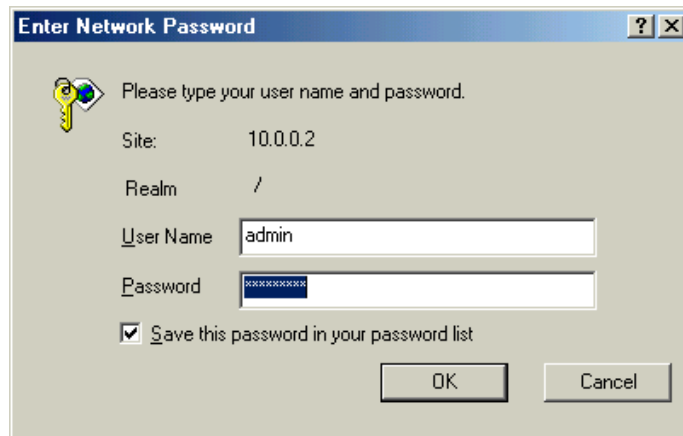 Enter Network Password
Please type your user name and password.
Site: 10.0.0.2
Realm /
User Name admin
Password *********
Save this password in your password list
OK Cancel